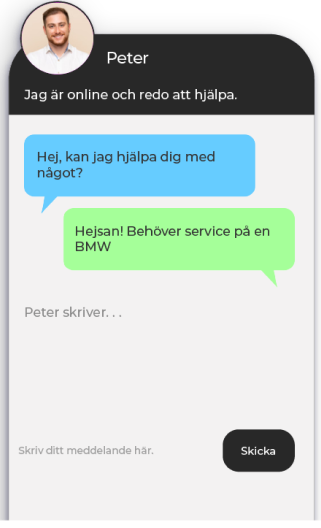 Peter
Jag är online och redo att hjälpa.
Hej, kan jag hjälpa dig med
något?
Hejsan! Behöver service på en
BMW
Peter skriver. . .
Skriv ditt meddelande här.
Skicka